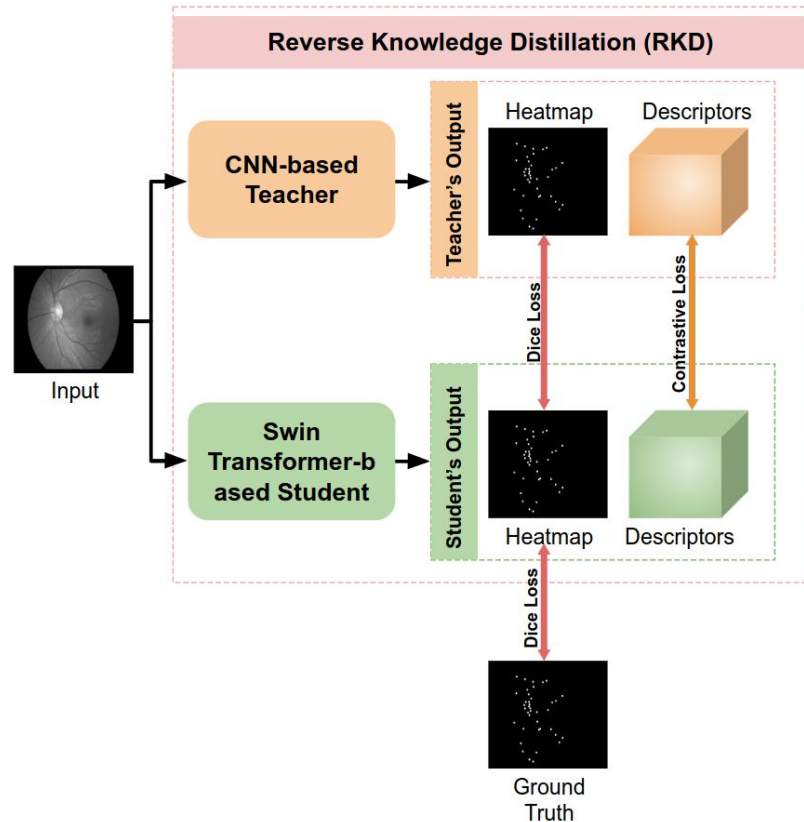 Reverse Knowledge Distillation (RKD)
CNN-based
Teacher
Teacher's Output
Heatmap
Descriptors
Input
Dice Loss
Contrastive Loss
Swin
Transformer-b
ased Student
Student's Output
Heatmap
Descriptors
Dice Loss
Ground
Truth